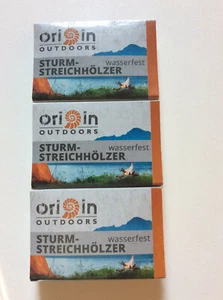 origin
OUTDOORS
wasserfest
STURM-
STREICHHÖLZER
origin
OUTDOORS
wasserfest
STURM-
STREICHHÖLZER
origin
OUTDOORS
wasserfest
STURM-
STREICHHÖLZER